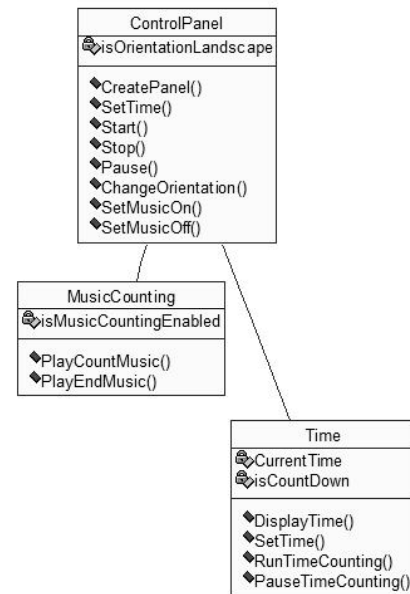 ControlPanel
isOrientationLandscape
CreatePanel()
SetTime()
Start()
Stop()
Pause()
ChangeOrientation()
SetMusicOn()
SetMusicOff()
MusicCounting
isMusicCountingEnabled
PlayCountMusic()
PlayEndMusic()
Time
CurrentTime
isCountDown
DisplayTime()
SetTime()
RunTimeCounting()
PauseTimeCounting()